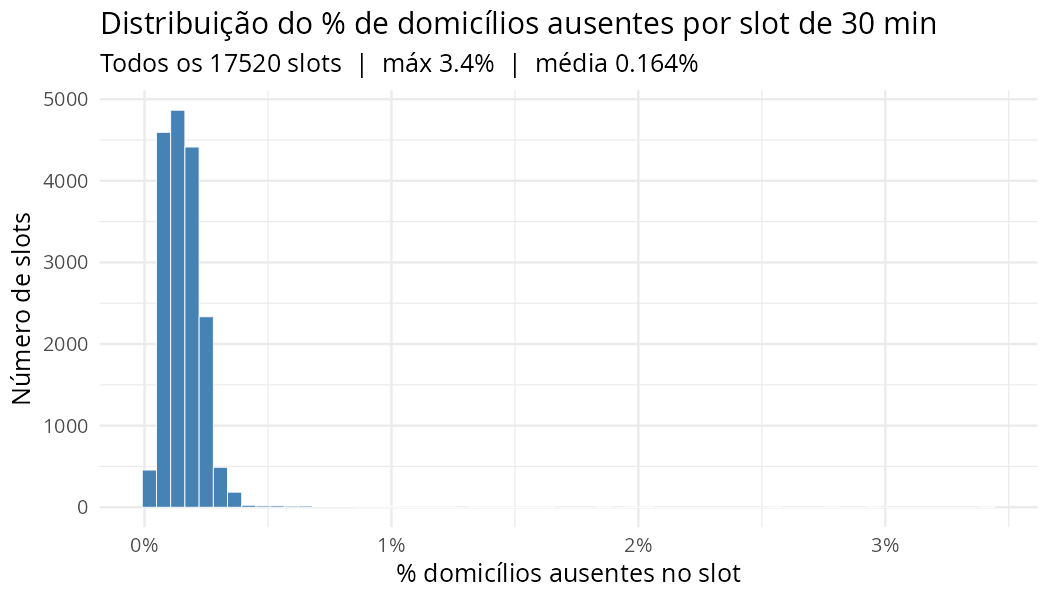 Distribuição do % de domicílios ausentes por slot de 30 min
Todos os 17520 slots | máx 3.4% | média 0.164%
Número de slots
5000
4000
3000
2000
1000
0
0% 1% 2% 3%
% domicílios ausentes no slot